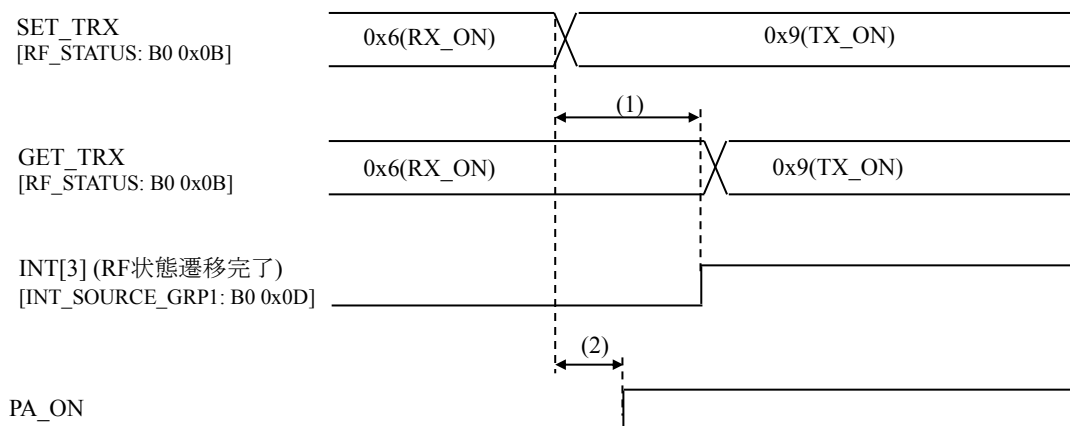 SET_TRX
[RF_STATUS: B0 0x0B]
0x6(RX_ON)
0x9(TX_ON)
(1)
GET_TRX
[RF_STATUS: B0 0x0B]
0x6(RX_ON)
0x9(TX_ON)
INT[3] (RF状態遷移完了)
[INT_SOURCE_GRP1: B0 0x0D]
(2)
PA_ON